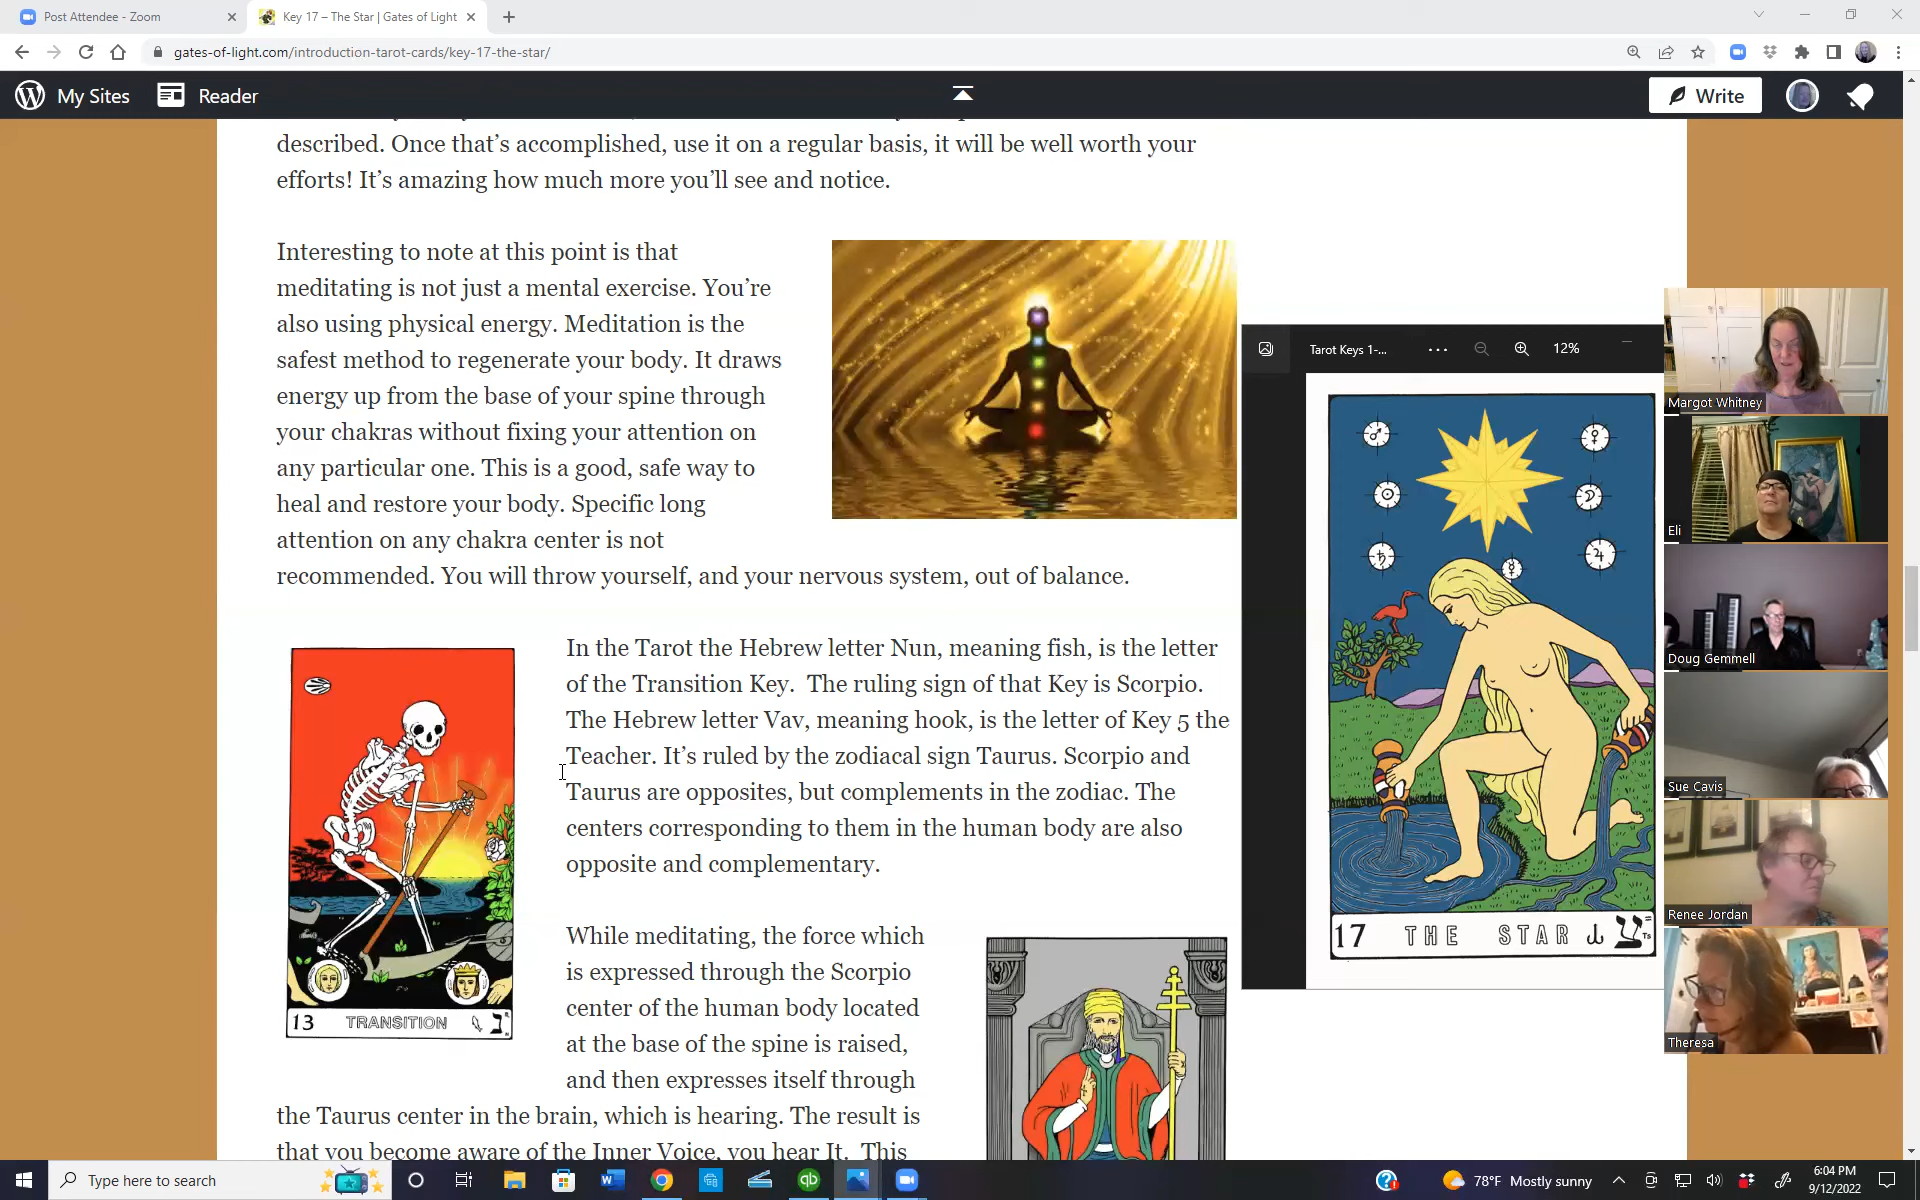 Post Attendee - Zoom
Key 17 – The Star | Gates of Light
gates-of-light.com/introduction-tarot-cards/key-17-the-star/
My Sites
Reader
Write
described. Once that's accomplished, use it on a regular basis, it will be well worth your
efforts! It's amazing how much more you'll see and notice.
Interesting to note at this point is that
meditating is not just a mental exercise. You're
also using physical energy. Meditation is the
safest method to regenerate your body. It draws
energy up from the base of your spine through
your chakras without fixing your attention on
any particular one. This is a good, safe way to
heal and restore your body. Specific long
attention on any chakra center is not
recommended. You will throw yourself, and your nervous system, out of balance.
In the Tarot the Hebrew letter Nun, meaning fish, is the letter
of the Transition Key.  The ruling sign of that Key is Scorpio.
The Hebrew letter Vav, meaning hook, is the letter of Key 5 the
Teacher. It's ruled by the zodiacal sign Taurus. Scorpio and
Taurus are opposites, but complements in the zodiac. The
centers corresponding to them in the human body are also
opposite and complementary.
13 TRANSITION נ
While meditating, the force which
is expressed through the Scorpio
center of the human body located
at the base of the spine is raised,
and then expresses itself through
the Taurus center in the brain, which is hearing. The result is
that you become aware of the Inner Voice, you hear It.  This
Tarot Keys 1-...
12%
♂ ♀
☉ ☽
♄ ☿ ♃
17 THE STAR צ Ts
Margot Whitney
Eli
Doug Gemmell
Sue Cavis
Renee Jordan
Theresa
Type here to search
78°F Mostly sunny
6:04 PM
9/12/2022